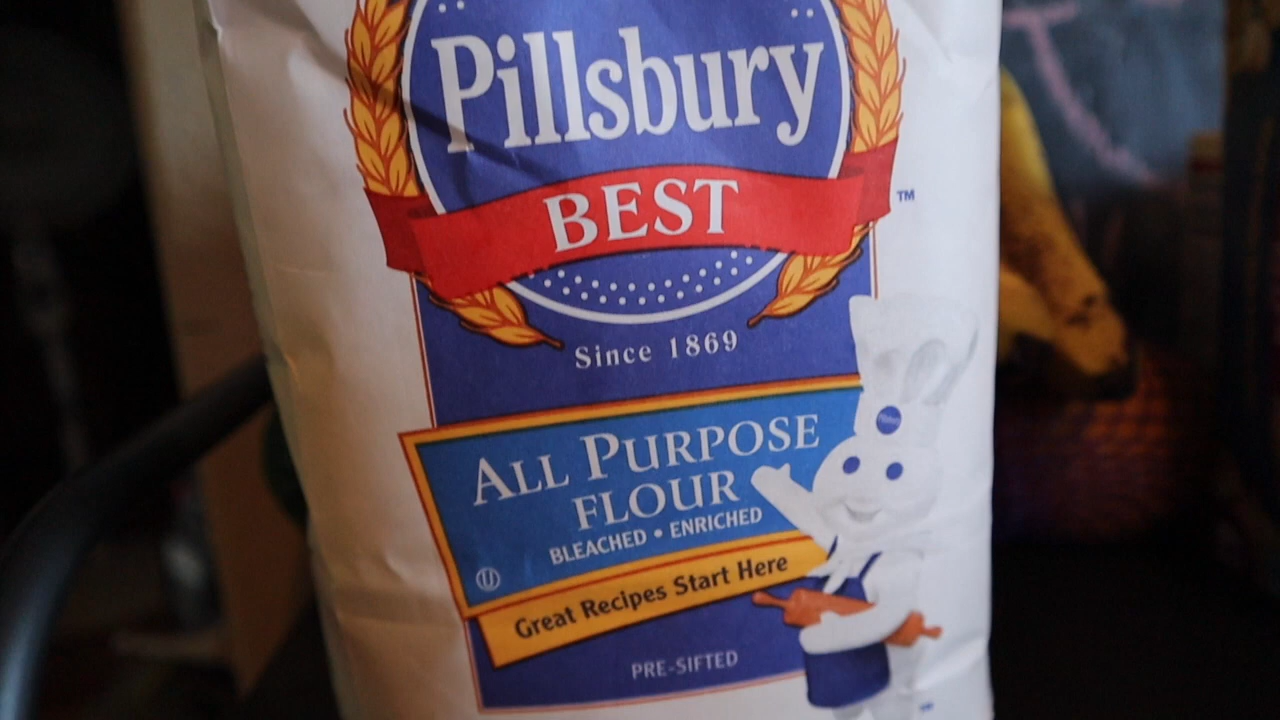 Pillsbury
BEST
TM
Since 1869
ALL PURPOSE
FLOUR
BLEACHED • ENRICHED
U
Great Recipes Start Here
PRE-SIFTED